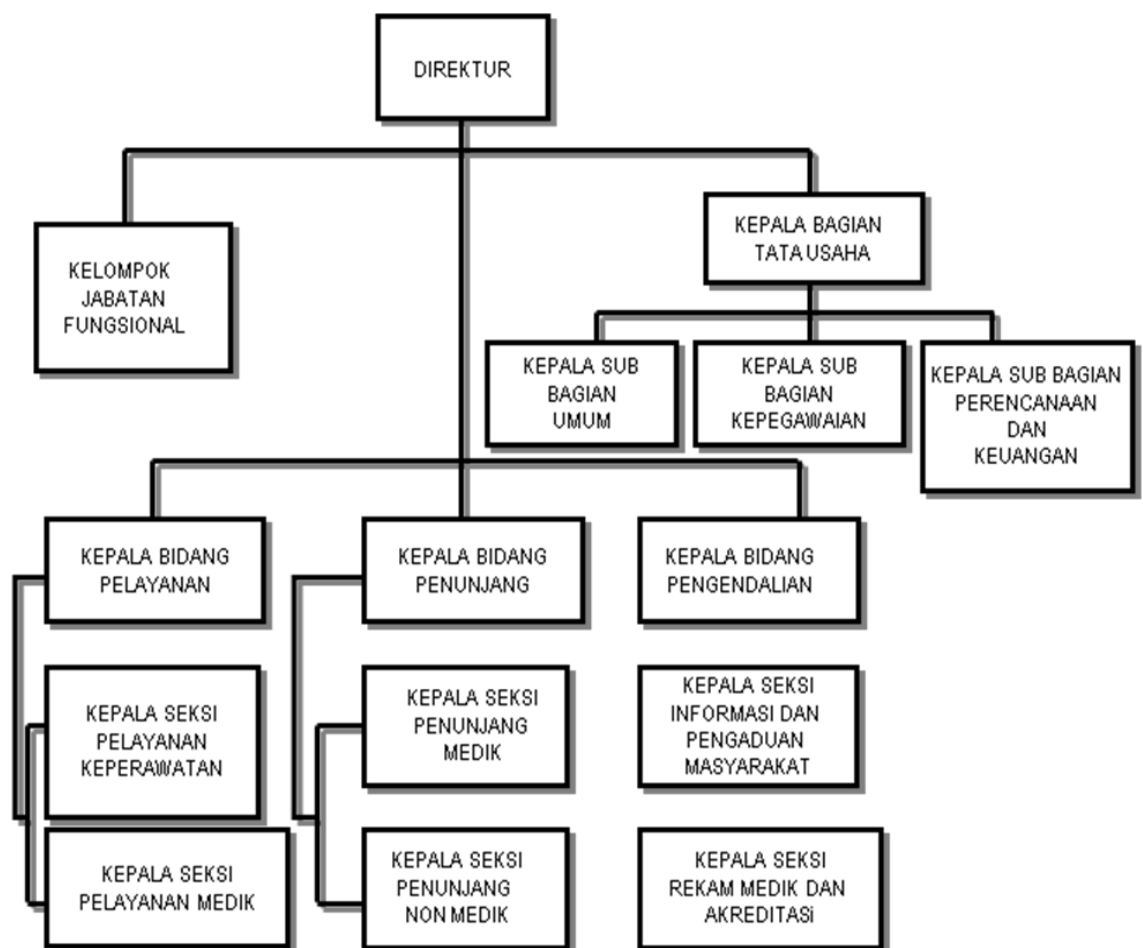 DIREKTUR
KELOMPOK
JABATAN
FUNGSIONAL
KEPALA BAGIAN
TATA USAHA
KEPALA SUB
BAGIAN
UMUM
KEPALA SUB
BAGIAN
KEPEGAWAIAN
KEPALA SUB BAGIAN
PERENCANAAN
DAN
KEUANGAN
KEPALA BIDANG
PELAYANAN
KEPALA BIDANG
PENUNJANG
KEPALA BIDANG
PENGENDALIAN
KEPALA SEKSI
PELAYANAN
KEPERAWATAN
KEPALA SEKSI
PENUNJANG
MEDIK
KEPALA SEKSI
INFORMASI DAN
PENGADUAN
MASYARAKAT
KEPALA SEKSI
PELAYANAN MEDIK
KEPALA SEKSI
PENUNJANG
NON MEDIK
KEPALA SEKSI
REKAM MEDIK DAN
AKREDITASi